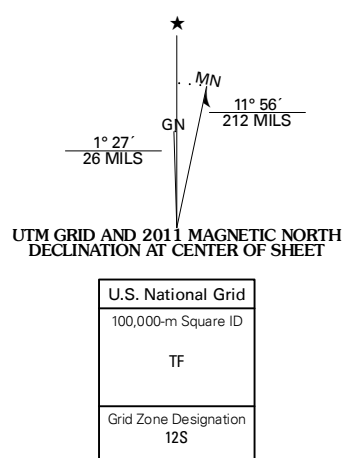 ★
MN
GN
11° 56´
212 MILS
1° 27´
26 MILS
UTM GRID AND 2011 MAGNETIC NORTH
DECLINATION AT CENTER OF SHEET
U.S. National Grid
100,000-m Square ID
TF
Grid Zone Designation
12S